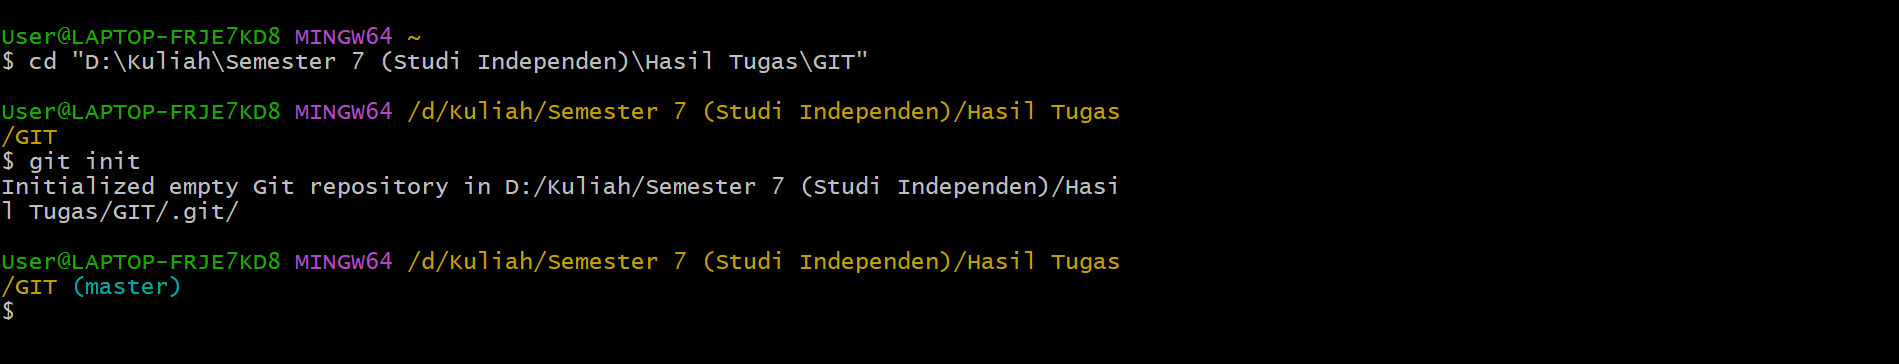 User@LAPTOP-FRJE7KD8 MINGW64 ~
$ cd "D:\Kuliah\Semester 7 (Studi Independen)\Hasil Tugas\GIT"
User@LAPTOP-FRJE7KD8 MINGW64 /d/Kuliah/Semester 7 (Studi Independen)/Hasil Tugas
/GIT
$ git init
Initialized empty Git repository in D:/Kuliah/Semester 7 (Studi Independen)/Hasi
l Tugas/GIT/.git/
User@LAPTOP-FRJE7KD8 MINGW64 /d/Kuliah/Semester 7 (Studi Independen)/Hasil Tugas
/GIT (master)
$